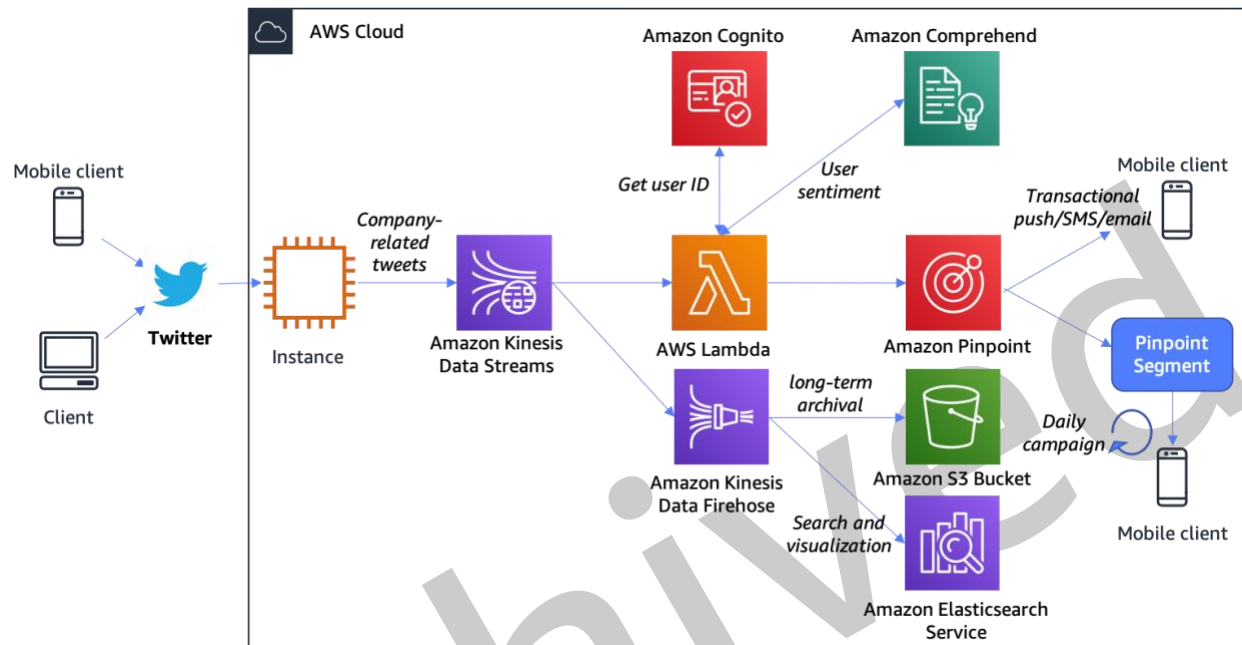 AWS Cloud
Amazon Cognito
Amazon Comprehend
Mobile client
Get user ID
User
sentiment
Mobile client
Transactional
push/SMS/email
Company-
related
tweets
Twitter
Instance
Amazon Kinesis
Data Streams
AWS Lambda
Amazon Pinpoint
Pinpoint
Segment
Client
long-term
archival
Daily
campaign
Amazon Kinesis
Data Firehose
Amazon S3 Bucket
Search and
visualization
Mobile client
Amazon Elasticsearch
Service
hived